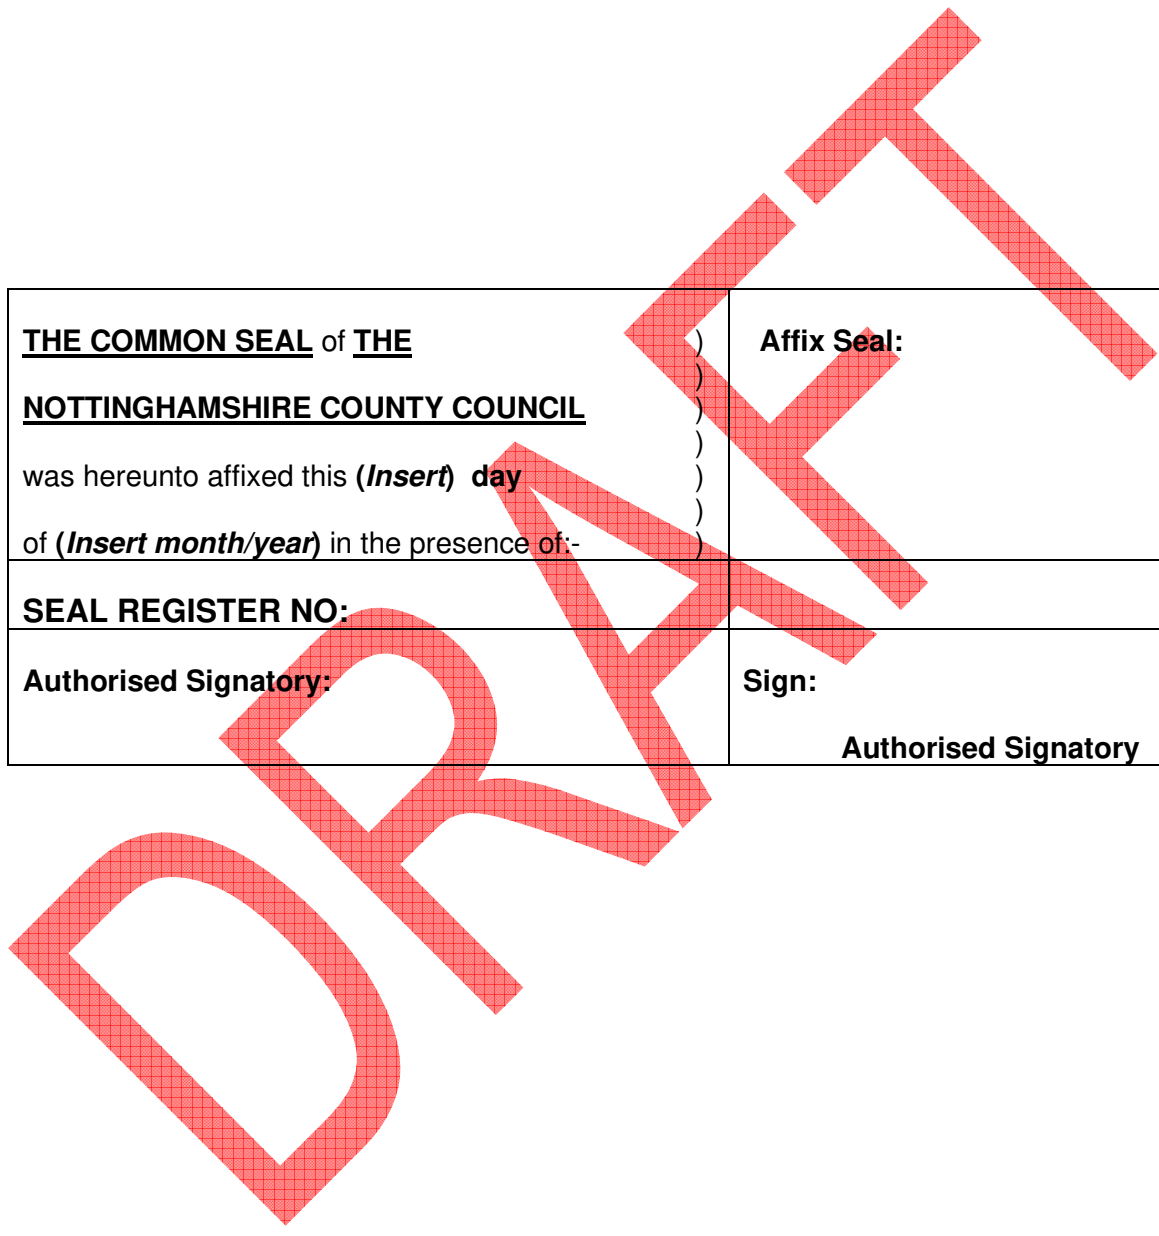 THE COMMON SEAL of THE )
)
NOTTINGHAMSHIRE COUNTY COUNCIL )
)
was hereunto affixed this (Insert) day )
)
of (Insert month/year) in the presence of:- )
Affix Seal:
SEAL REGISTER NO:
Authorised Signatory:
Sign:
Authorised Signatory
DRAFT